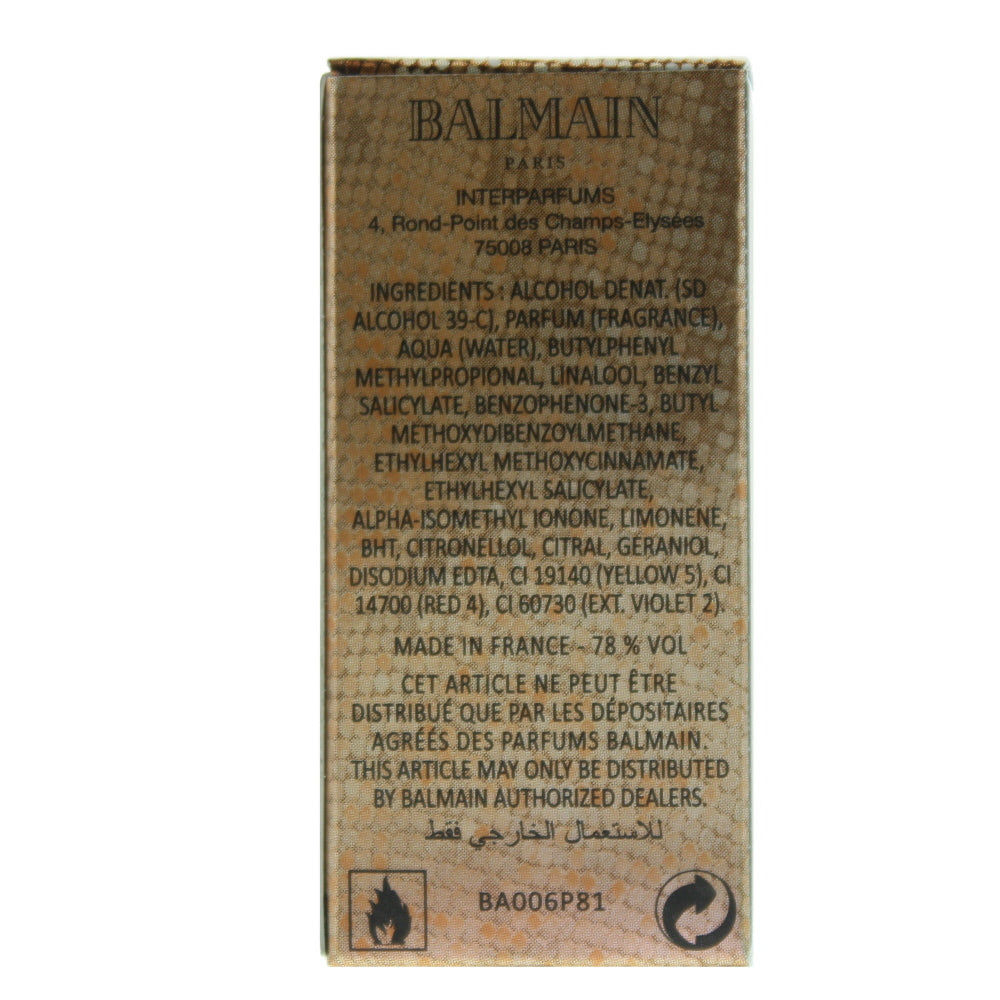 BALMAIN
PARIS
INTERPARFUMS
4, Rond-Point des Champs-Elysées
75008 PARIS
INGREDIENTS : ALCOHOL DENAT. (SD
ALCOHOL 39-C), PARFUM (FRAGRANCE),
AQUA (WATER), BUTYLPHENYL
METHYLPROPIONAL, LINALOOL, BENZYL
SALICYLATE, BENZOPHENONE-3, BUTYL
METHOXYDIBENZOYLMETHANE,
ETHYLHEXYL METHOXYCINNAMATE,
ETHYLHEXYL SALICYLATE,
ALPHA-ISOMETHYL IONONE, LIMONENE,
BHT, CITRONELLOL, CITRAL, GERANIOL,
DISODIUM EDTA, CI 19140 (YELLOW 5), CI
14700 (RED 4), CI 60730 (EXT. VIOLET 2).
MADE IN FRANCE - 78 % VOL
CET ARTICLE NE PEUT ÊTRE
DISTRIBUÉ QUE PAR LES DÉPOSITAIRES
AGRÉÉS DES PARFUMS BALMAIN.
THIS ARTICLE MAY ONLY BE DISTRIBUTED
BY BALMAIN AUTHORIZED DEALERS.
للاستعمال الخارجي فقط
BA006P81